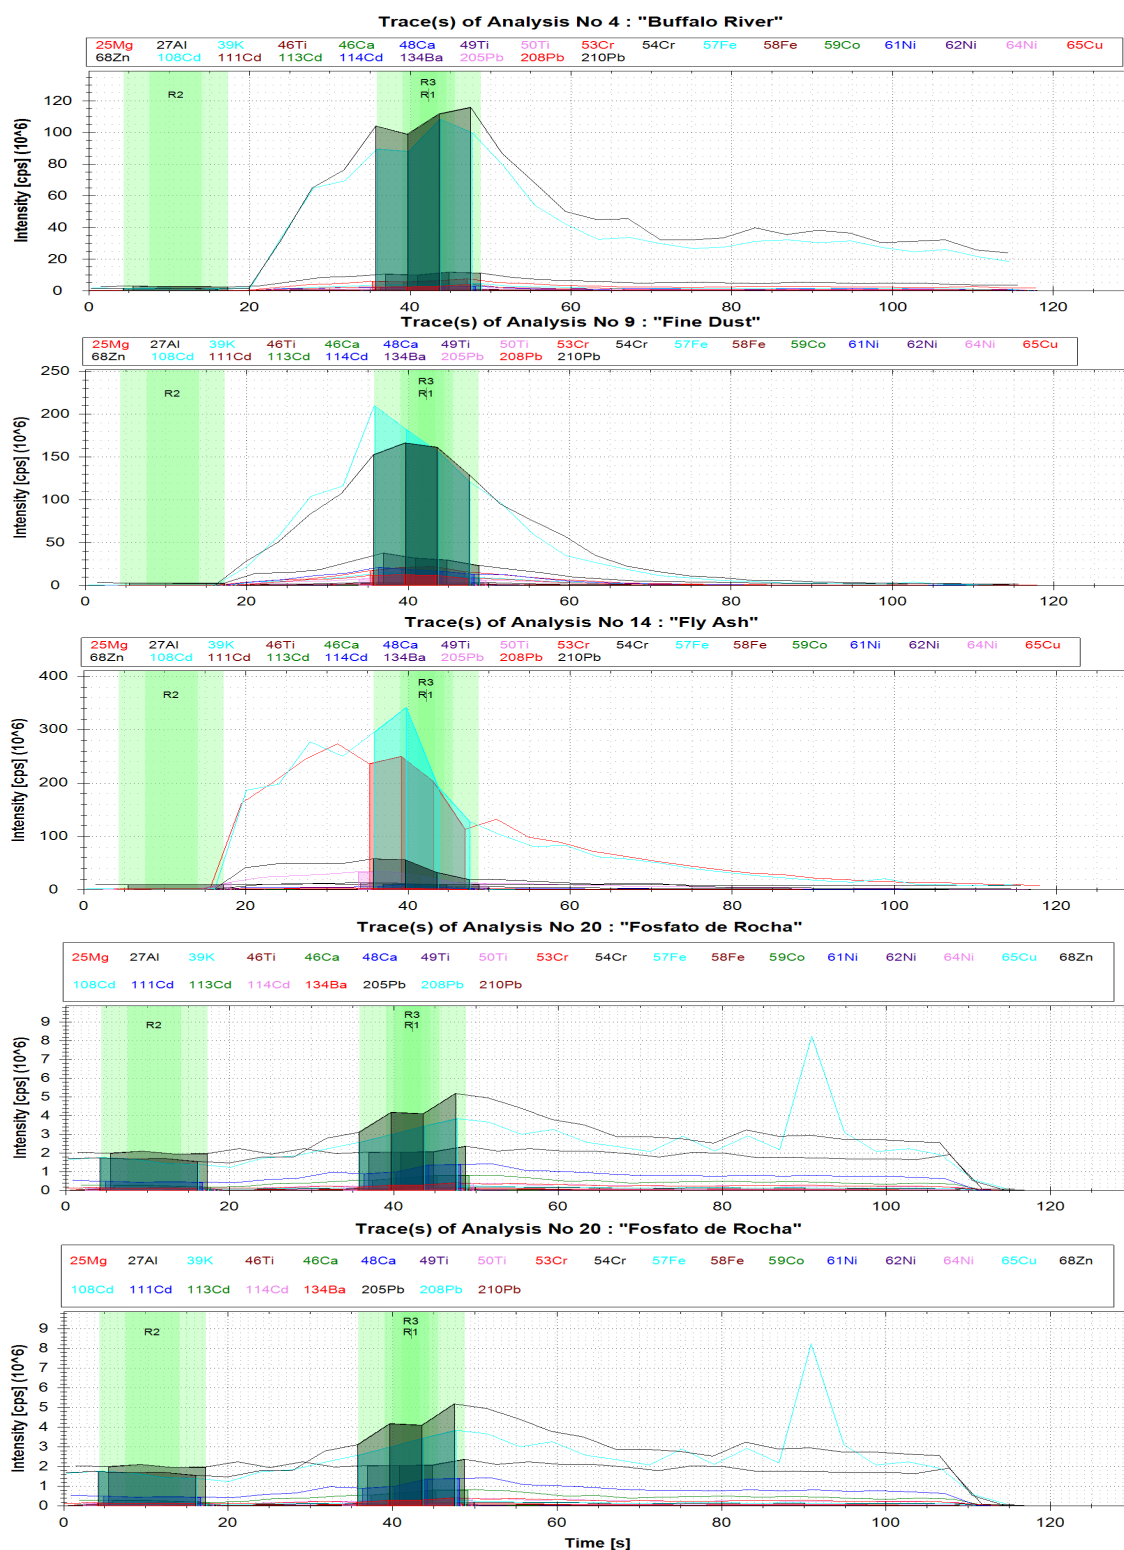 Trace(s) of Analysis No 4 : "Buffalo River"
25Mg 27Al 39K 46Ti 46Ca 48Ca 49Ti 50Ti 53Cr 54Cr 57Fe 58Fe 59Co 61Ni 62Ni 64Ni 65Cu
68Zn 108Cd 111Cd 113Cd 114Cd 134Ba 205Pb 208Pb 210Pb
R3
R2 R1
120
100
80
60
40
20
0
Intensity [cps] (10^6)
0 20 40 60 80 100 120
Trace(s) of Analysis No 9 : "Fine Dust"
25Mg 27Al 39K 46Ti 46Ca 48Ca 49Ti 50Ti 53Cr 54Cr 57Fe 58Fe 59Co 61Ni 62Ni 64Ni 65Cu
68Zn 108Cd 111Cd 113Cd 114Cd 134Ba 205Pb 208Pb 210Pb
R3
R2 R1
250
200
150
100
50
0
Intensity [cps] (10^6)
0 20 40 60 80 100 120
Trace(s) of Analysis No 14 : "Fly Ash"
25Mg 27Al 39K 46Ti 46Ca 48Ca 49Ti 50Ti 53Cr 54Cr 57Fe 58Fe 59Co 61Ni 62Ni 64Ni 65Cu
68Zn 108Cd 111Cd 113Cd 114Cd 134Ba 205Pb 208Pb 210Pb
R3
R2 R1
400
300
200
100
0
Intensity [cps] (10^6)
0 20 40 60 80 100 120
Trace(s) of Analysis No 20 : "Fosfato de Rocha"
25Mg 27Al 39K 46Ti 46Ca 48Ca 49Ti 50Ti 53Cr 54Cr 57Fe 58Fe 59Co 61Ni 62Ni 64Ni 65Cu 68Zn
108Cd 111Cd 113Cd 114Cd 134Ba 205Pb 208Pb 210Pb
R3
R2 R1
9
8
7
6
5
4
3
2
1
0
Intensity [cps] (10^6)
0 20 40 60 80 100 120
Trace(s) of Analysis No 20 : "Fosfato de Rocha"
25Mg 27Al 39K 46Ti 46Ca 48Ca 49Ti 50Ti 53Cr 54Cr 57Fe 58Fe 59Co 61Ni 62Ni 64Ni 65Cu 68Zn
108Cd 111Cd 113Cd 114Cd 134Ba 205Pb 208Pb 210Pb
R3
R2 R1
9
8
7
6
5
4
3
2
1
0
Intensity [cps] (10^6)
0 20 40 60 80 100 120
Time [s]